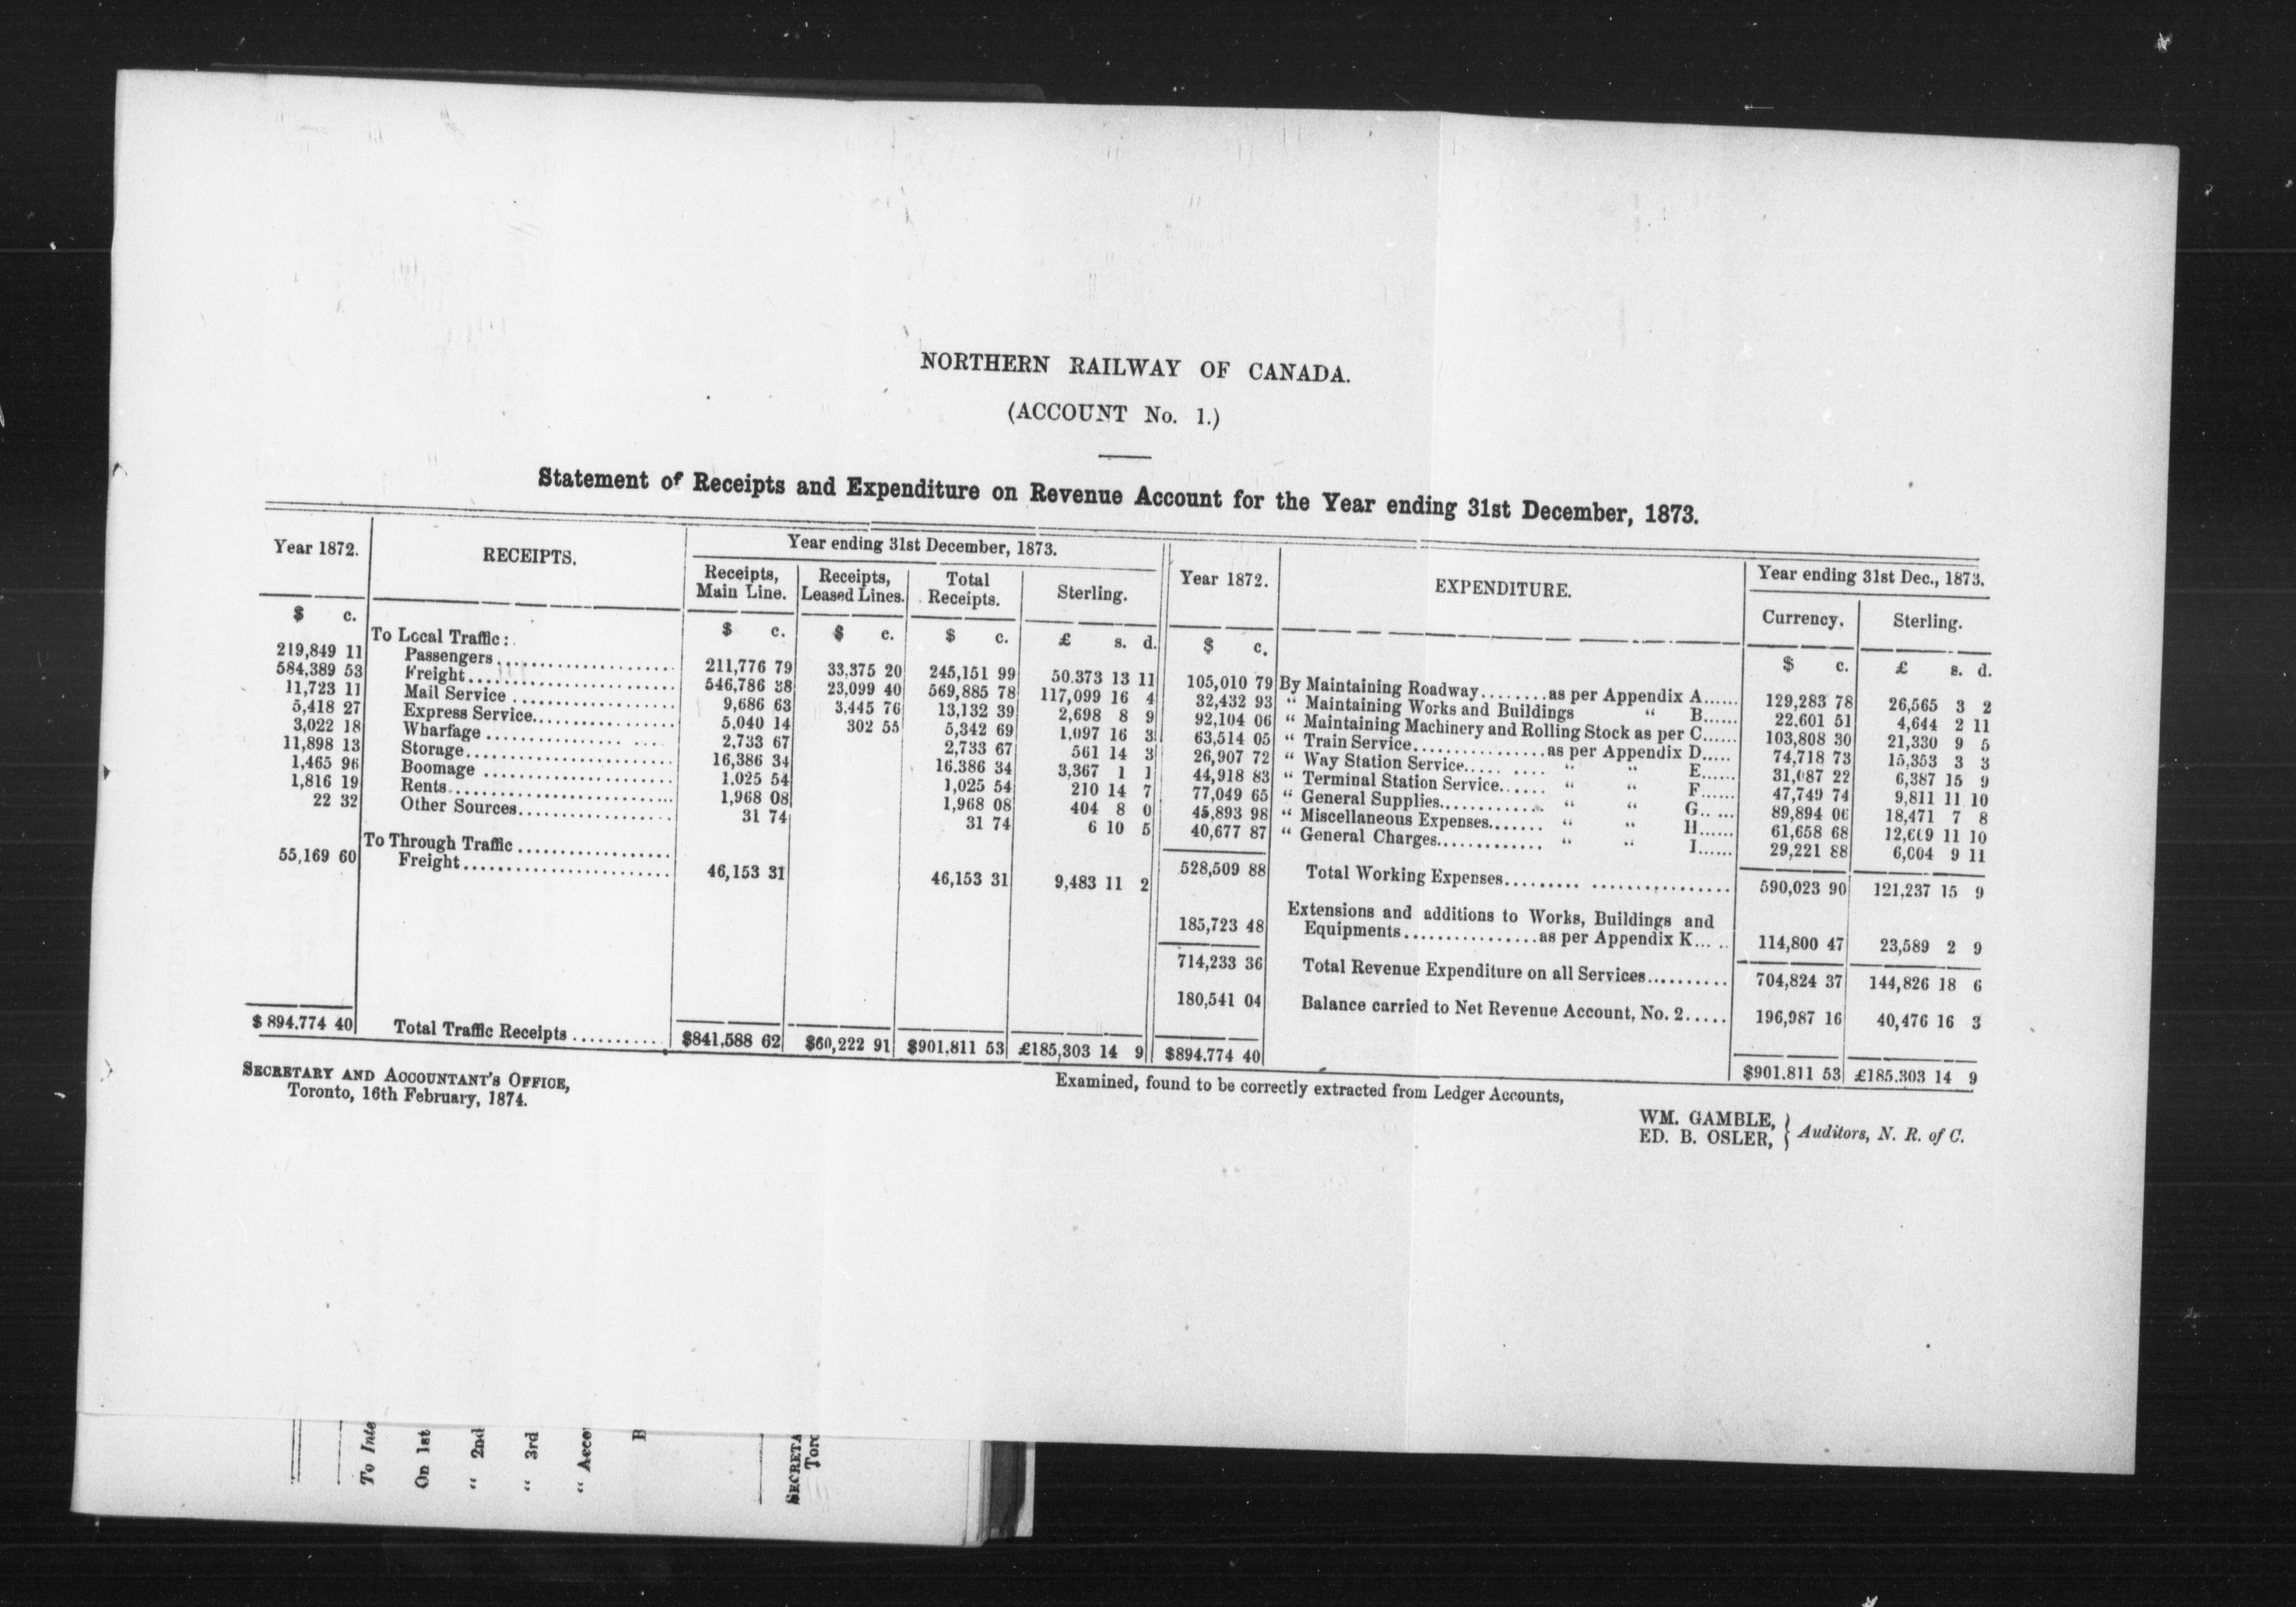 NORTHERN RAILWAY OF CANADA.
(ACCOUNT No. 1.)
Statement of Receipts and Expenditure on Revenue Account for the Year ending 31st December, 1873.
Year 1872. RECEIPTS. Year ending 31st December, 1873. Year 1872. EXPENDITURE. Year ending 31st Dec., 1873.
Receipts, Main Line. Receipts, Leased Lines. Total Receipts. Sterling. Currency. Sterling.
$ c. $ c. $ c. $ c. £ s. d.
To Local Traffic:
219,849 11 Passengers 211,776 79 33,375 20 245,151 99 50.373 13 11
584,389 53 Freight 546,786 38 23,099 40 569,885 78 117,099 16 4
11,723 11 Mail Service 9,686 63 3.445 76 13,132 39 2,698 8 9
5,418 27 Express Service 5.040 14 302 55 5,342 69 1,097 16 3
3,022 18 Wharfage 2,733 67 2,733 67 561 14 3
11,898 13 Storage 16,386 34 16.386 34 3,367 1 1
1,465 96 Boomage 1.025 54 1,025 54 210 14 7
1,816 19 Rents 1,968 08 1,968 08 404 8 0
22 32 Other Sources 31 74 31 74 6 10 5
To Through Traffic
55,169 60 Freight 46,153 31 46,153 31 9,483 11 2
$894.774 40 Total Traffic Receipts $841,588 62 $60,222 91 $901,811 53 £185,303 14 9
$ c. $ c. £ s. d.
105,010 79 By Maintaining Roadway........as per Appendix A...... 129,283 78 26,565 3 2
32,432 93 “ Maintaining Works and Buildings “ B...... 22.601 51 4,644 2 11
92,104 06 “ Maintaining Machinery and Rolling Stock as per C...... 103,808 30 21,330 9 5
63,514 05 “ Train Service................as per Appendix D..... 74,718 73 15,353 3 3
26,907 72 “ Way Station Service..... .... “ “ E...... 31,087 22 6,387 15 9
44,918 83 “ Terminal Station Service...... “ “ F...... 47,749 74 9,811 11 10
77,049 65 “ General Supplies............. “ “ G.. ... 89,894 06 18,471 7 8
45,893 98 “ Miscellaneous Expenses....... “ “ H...... 61,658 68 12,669 11 10
40,677 87 “ General Charges............. “ “ I...... 29,221 88 6,004 9 11
528,509 88 Total Working Expenses 590,023 90 121,237 15 9
Extensions and additions to Works, Buildings and
185,723 48 Equipments................as per Appendix K... .. 114,800 47 23,589 2 9
714,233 36 Total Revenue Expenditure on all Services.......... 704,824 37 144,826 18 6
180,541 04 Balance carried to Net Revenue Account, No. 2..... 196,987 16 40,476 16 3
$894.774 40 $901.811 53 £185.303 14 9
SECRETARY AND ACCOUNTANT'S OFFICE,
Toronto, 16th February, 1874.
Examined, found to be correctly extracted from Ledger Accounts,
WM. GAMBLE,
ED. B. OSLER, } Auditors, N. R. of C.
To Inte
On 1st
“ 2nd
“ 3rd
“ Acco
B
SECRETA
Toro